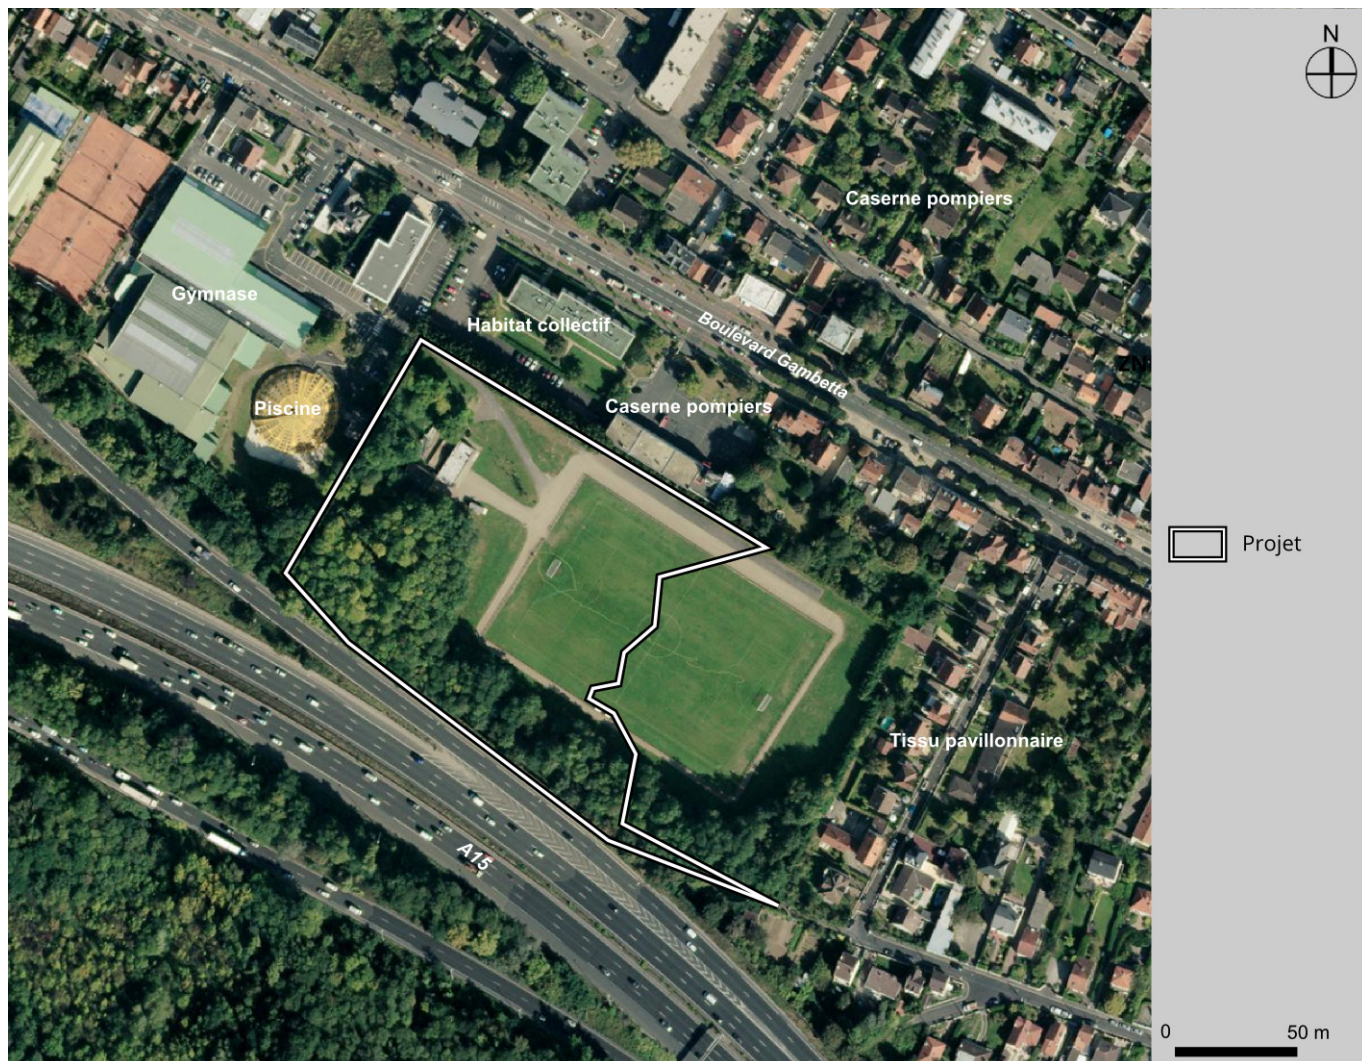 N
Caserne pompiers
Gymnase
Habitat collectif
Boulevard Gambetta
Piscine
Caserne pompiers
Projet
Tissu pavillonnaire
A15
0 50 m